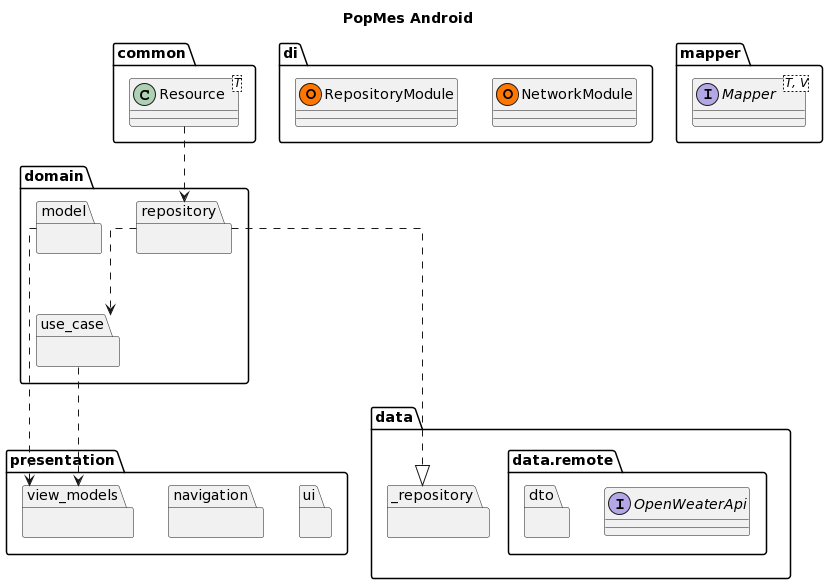 PopMes Android
common
C Resource T
di
O RepositoryModule
O NetworkModule
mapper
I Mapper T, V
domain
model
repository
use_case
presentation
view_models
navigation
ui
data
_repository
data.remote
dto
I OpenWeaterApi